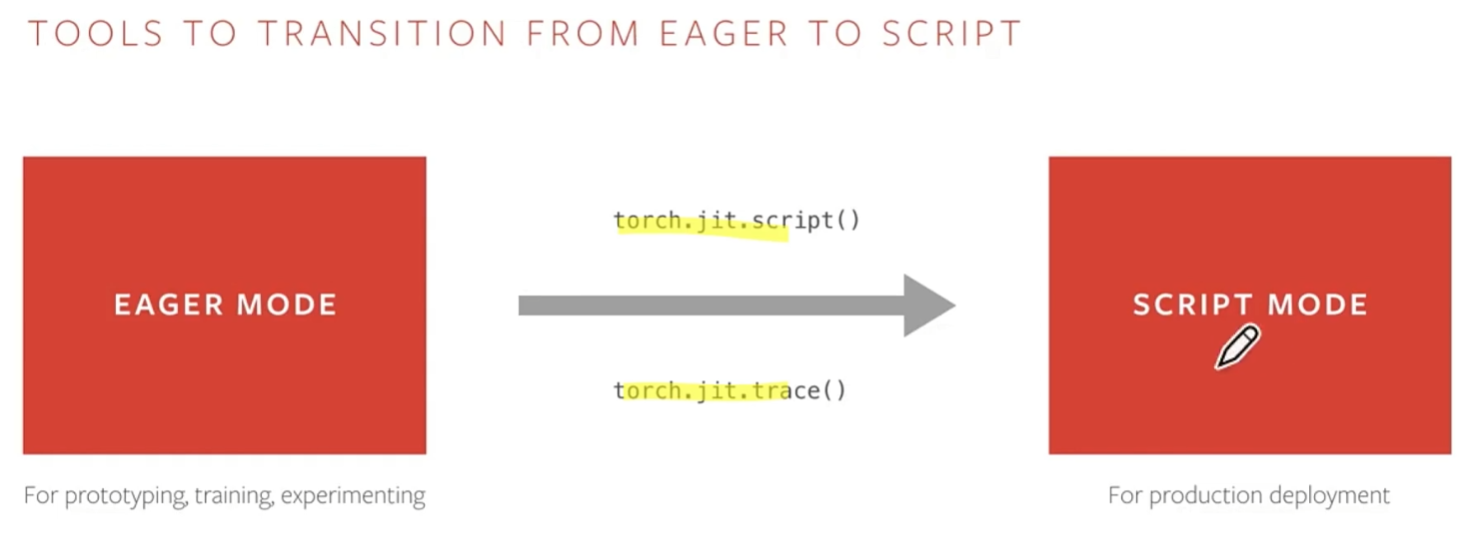 TOOLS TO TRANSITION FROM EAGER TO SCRIPT
torch.jit.script()
EAGER MODE
SCRIPT MODE
torch.jit.trace()
For prototyping, training, experimenting
For production deployment